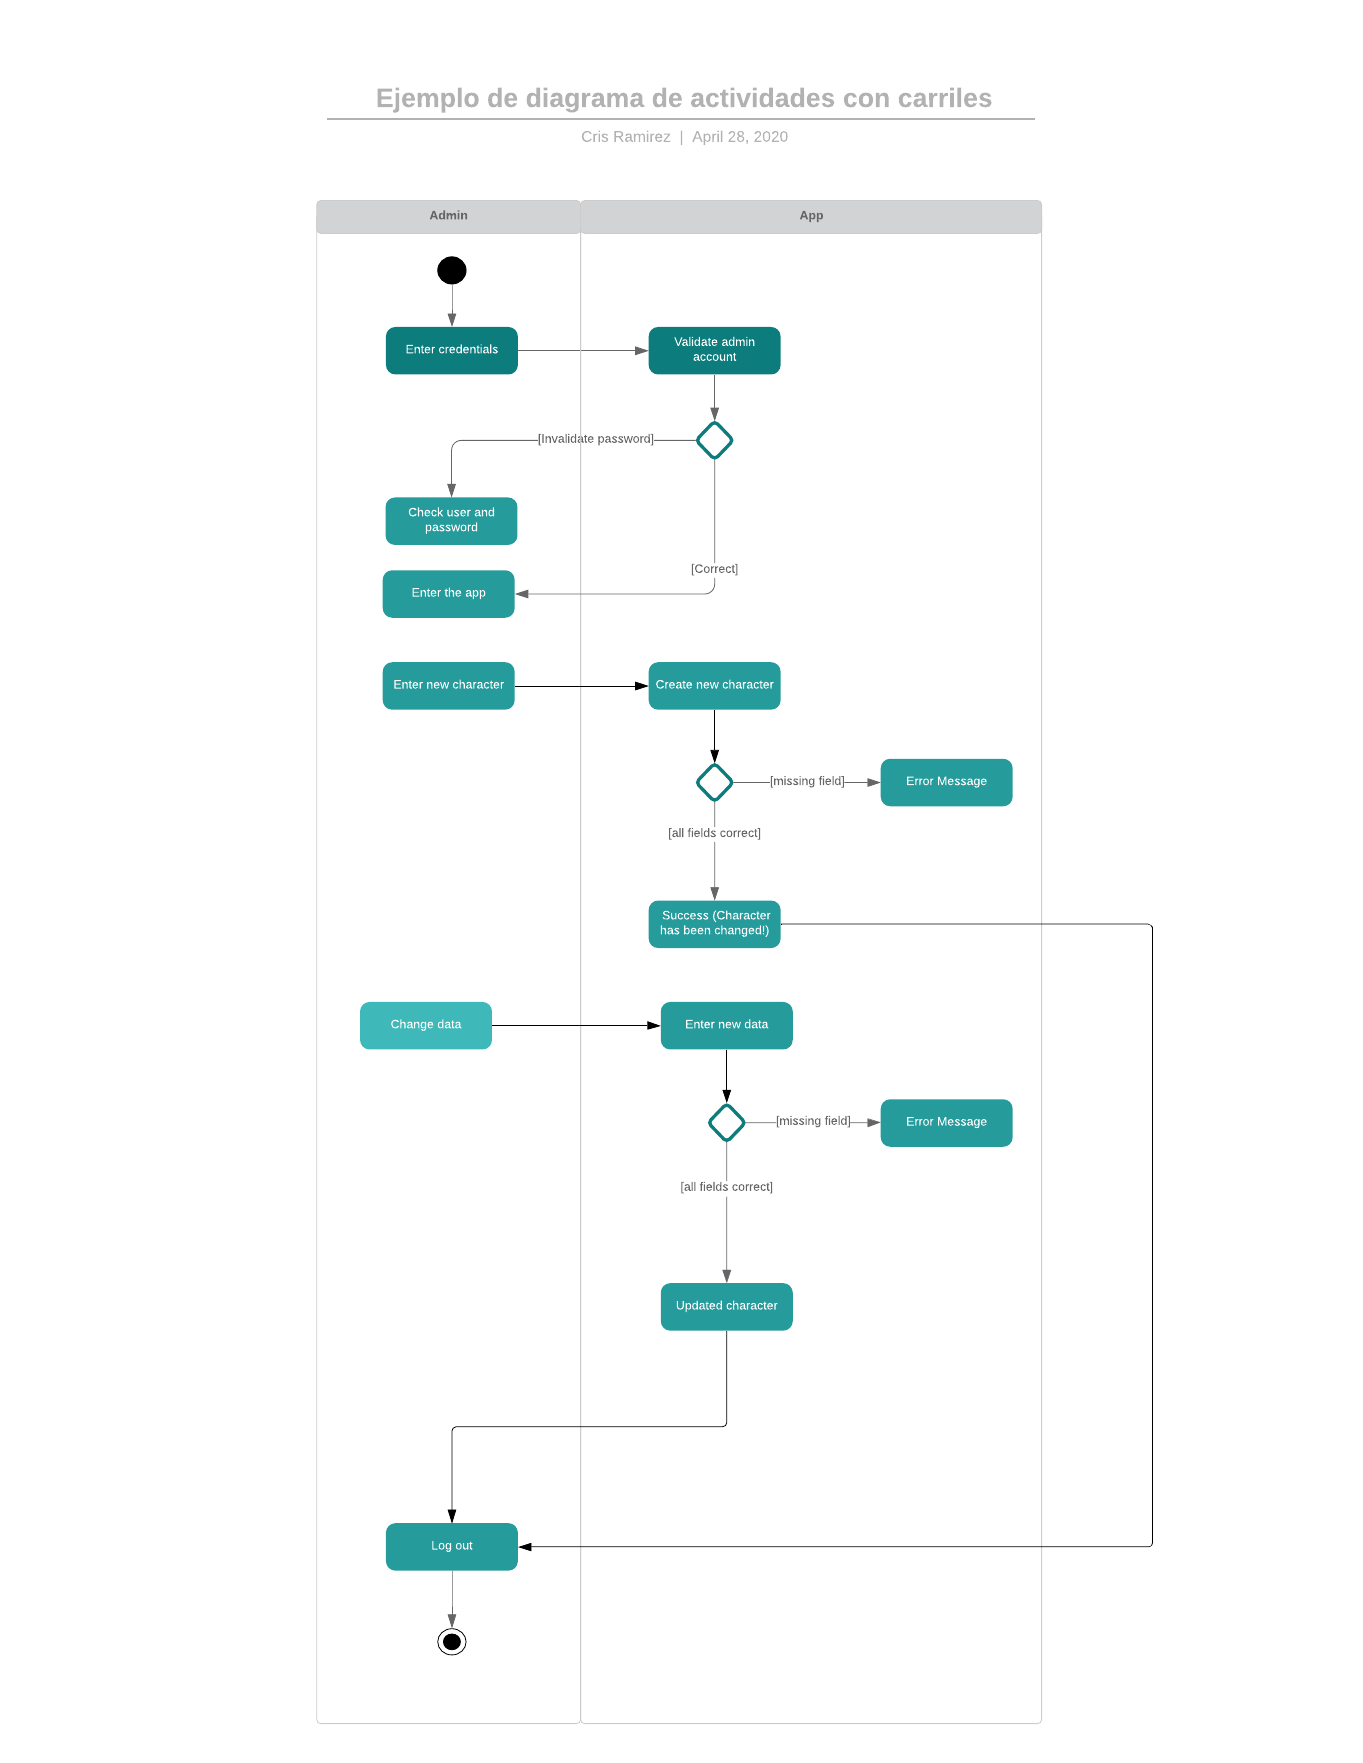 Ejemplo de diagrama de actividades con carriles
Cris Ramirez | April 28, 2020
Admin
App
Enter credentials
Validate admin
account
[Invalidate password]
Check user and
password
[Correct]
Enter the app
Enter new character
Create new character
[missing field]
Error Message
[all fields correct]
Success (Character
has been changed!)
Change data
Enter new data
[missing field]
Error Message
[all fields correct]
Updated character
Log out